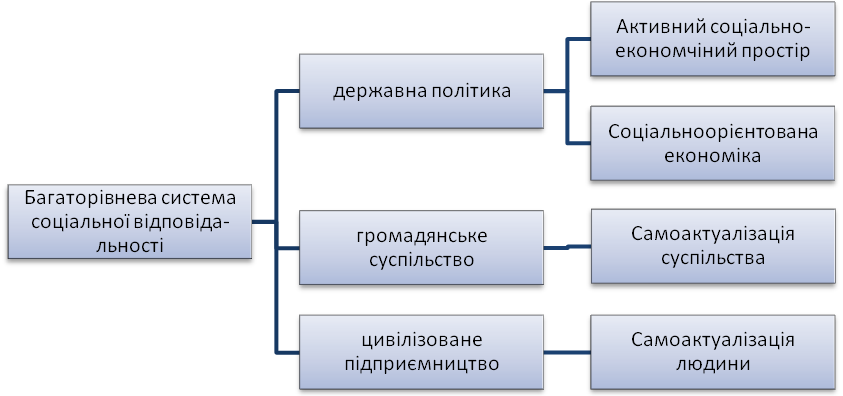 Багаторівнева система
соціальної відповіда-
льності
державна політика
Активний соціально-
економчіний простір
Соціальноорієнтована
економіка
громадянське
суспільство
Самоактуалізація
суспільства
цивілізоване
підприємництво
Самоактуалізація
людини